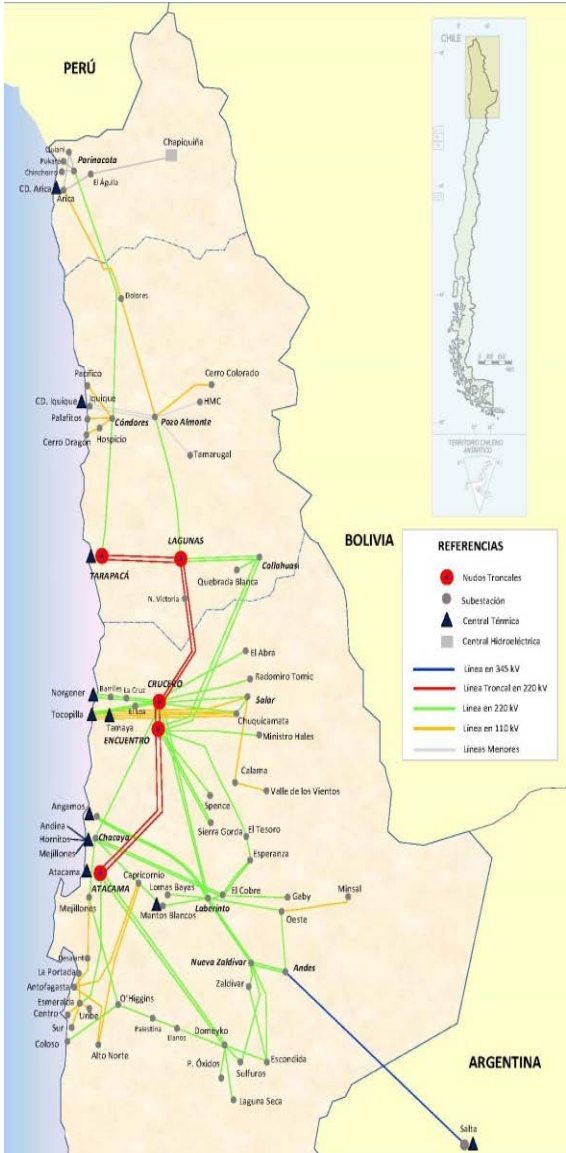 PERÚ
CHILE
Quiani
Pukara
Parinacota
Chinchorro
Chapiquiña
CD. Arica
El Águila
Arica
Dolores
Pacífico
Cerro Colorado
CD. Iquique
Iquique
HMC
Palafitos
Cóndores
Pozo Almonte
Cerro Dragón
Hospicio
Tamarugal
TERRITORIO CHILENO
ANTÁRTICO
LAGUNAS
BOLIVIA
TARAPACÁ
Collahuasi
Quebrada Blanca
N. Victoria
REFERENCIAS
Nudos Troncales
Subestación
Central Térmica
Central Hidroeléctrica
Línea en 345 kV
Línea Troncal en 220 kV
Línea en 220 kV
Línea en 110 kV
Líneas Menores
El Abra
Radomiro Tomic
Norgener
Barriles
La Cruz
CRUCERO
Salar
El Loa
Tocopilla
Tamaya
Chuquicamata
ENCUENTRO
Ministro Hales
Calama
Valle de los Vientos
Spence
Angamos
Sierra Gorda
El Tesoro
Andina
Chacaya
Hornitos
Mejillones
Esperanza
Atacama
ATACAMA
Capricornio
Lomas Bayas
El Cobre
Gaby
Minsal
Mejillones
Mantos Blancos
Laberinto
Oeste
Desalant
La Portada
Nueva Zaldívar
Andes
Antofagasta
Zaldívar
Esmeralda
O'Higgins
Centro
Uribe
Sur
Palestina
Llanos
Domeyko
Coloso
Alto Norte
Escondida
P. Óxidos
Sulfuros
ARGENTINA
Laguna Seca
Salta